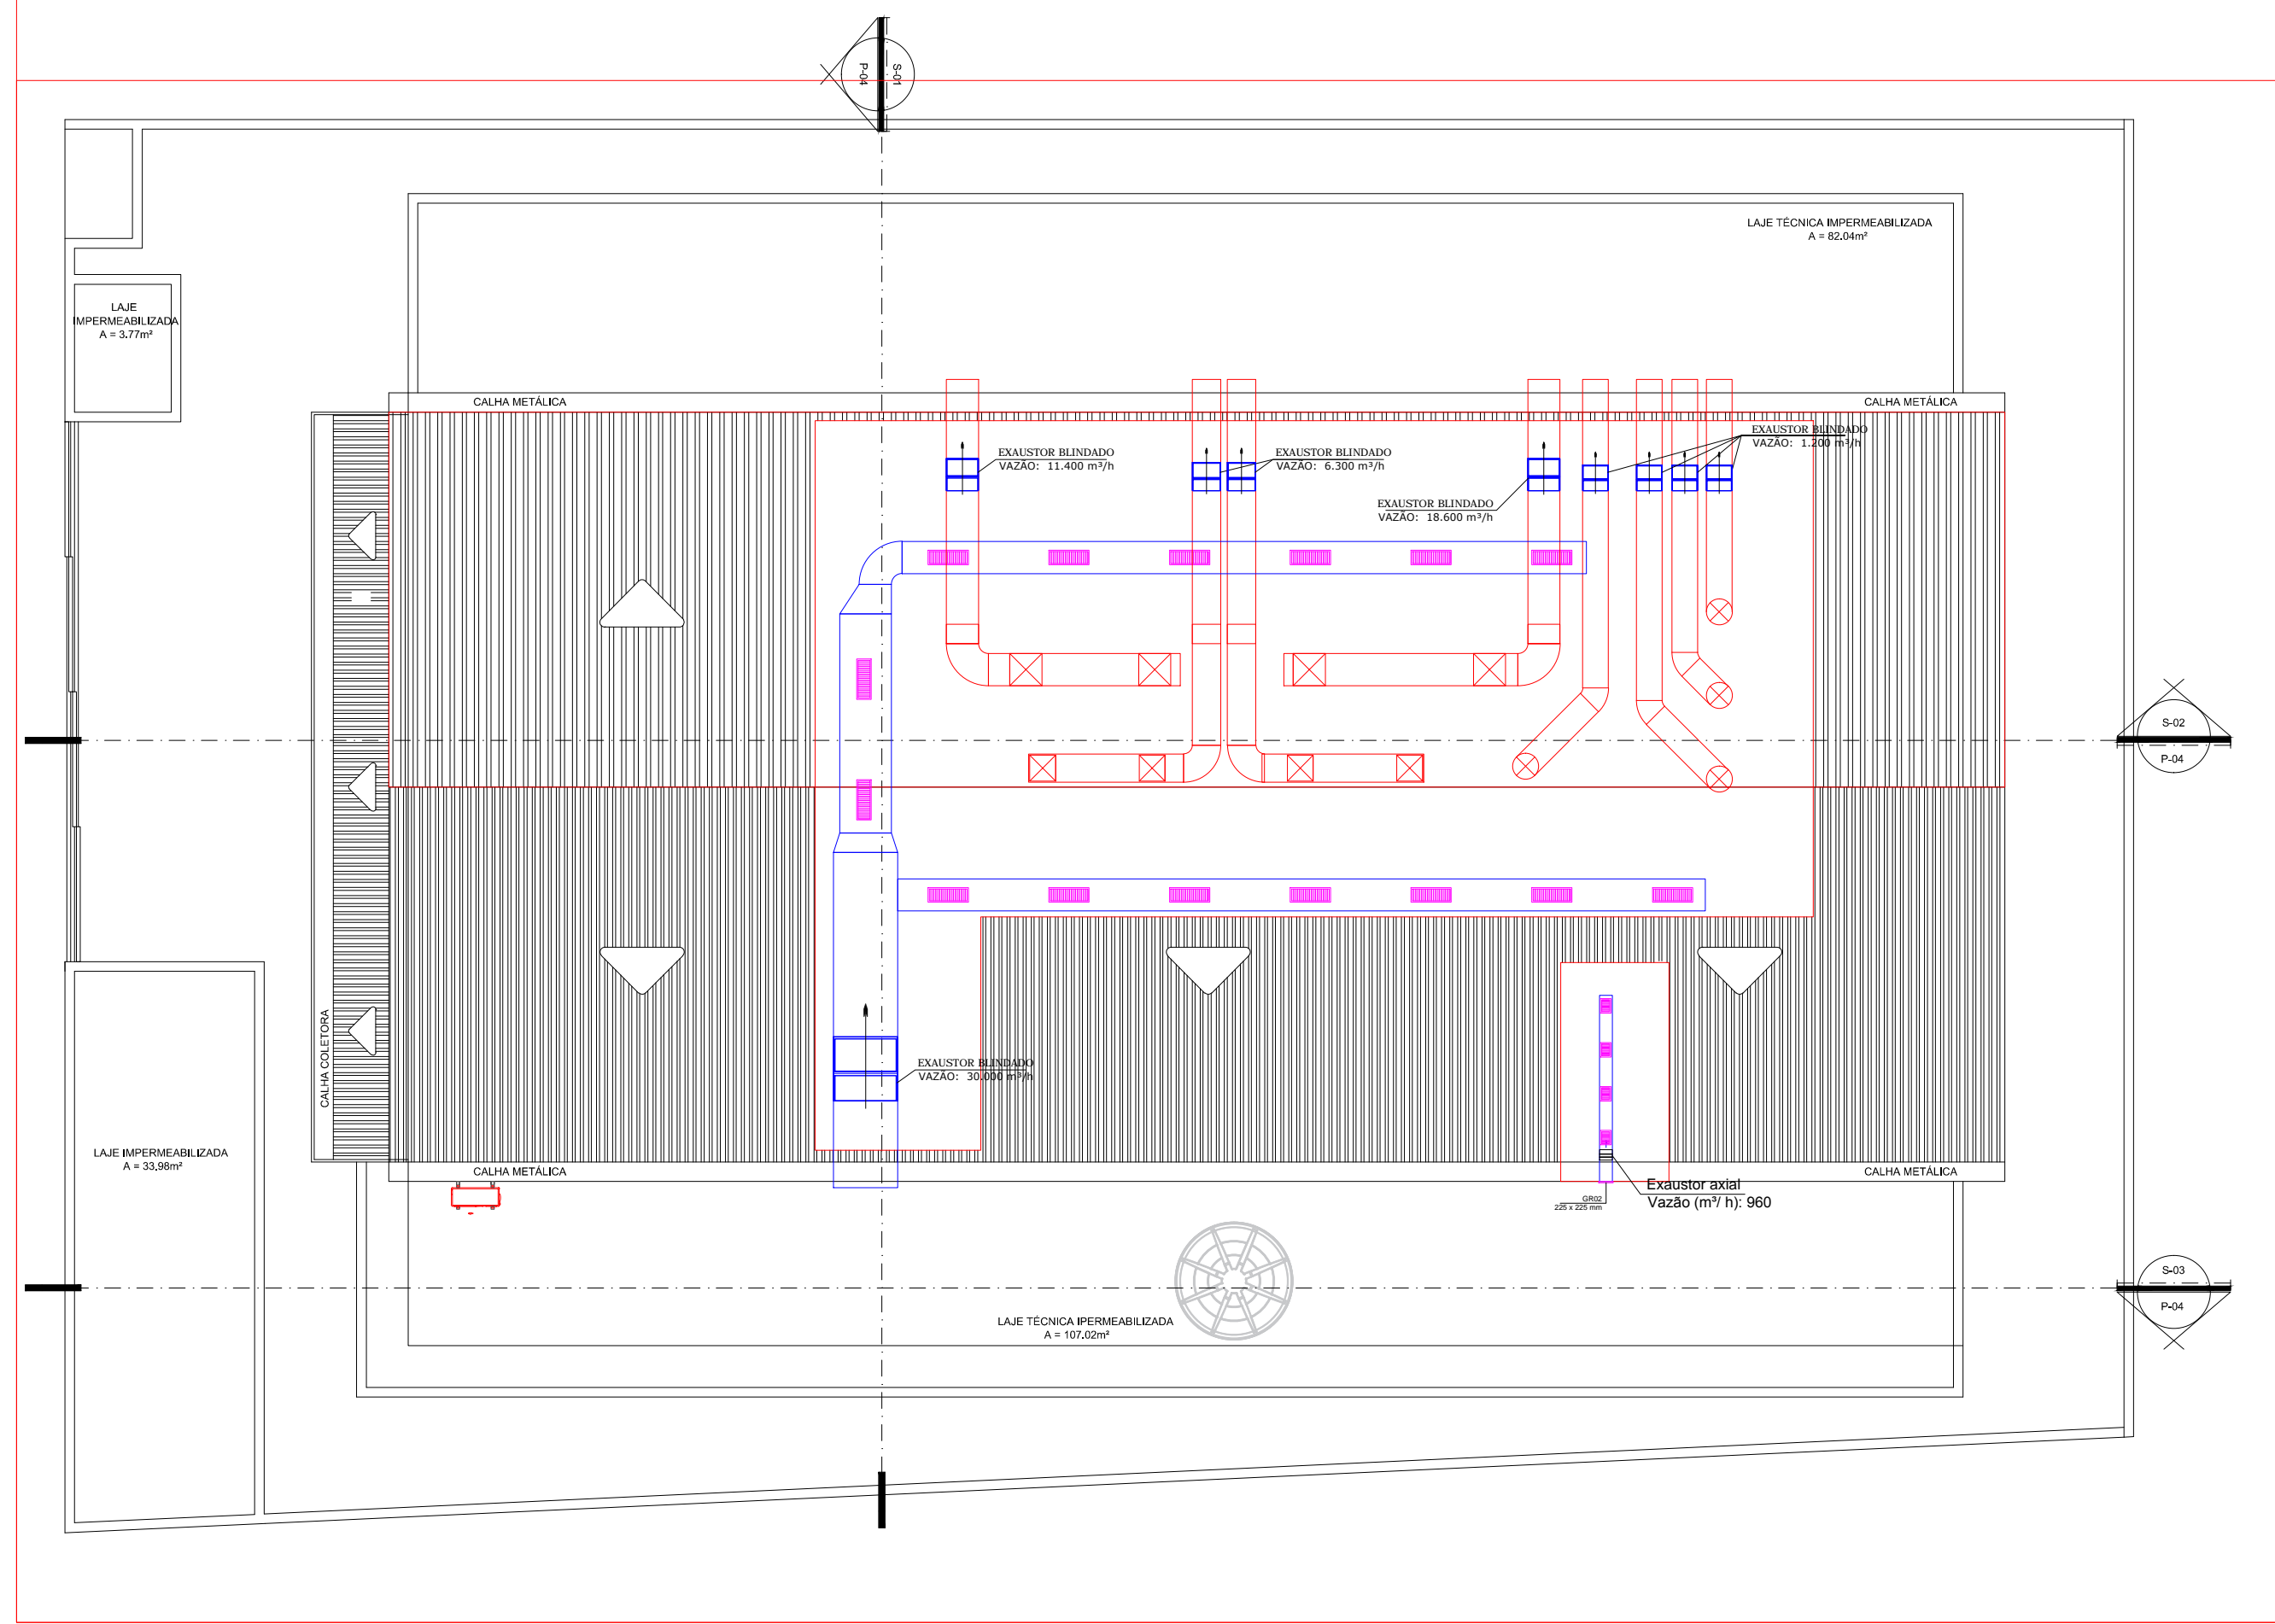 S-01
P-04
LAJE TÉCNICA IMPERMEABILIZADA
A = 82.04m²
LAJE
IMPERMEABILIZADA
A = 3.77m²
CALHA METÁLICA
CALHA METÁLICA
EXAUSTOR BLINDADO
VAZÃO: 11.400 m³/h
EXAUSTOR BLINDADO
VAZÃO: 6.300 m³/h
EXAUSTOR BLINDADO
VAZÃO: 18.600 m³/h
EXAUSTOR BLINDADO
VAZÃO: 1.200 m³/h
S-02
P-04
CALHA COLETORA
EXAUSTOR BLINDADO
VAZÃO: 30.000 m³/h
LAJE IMPERMEABILIZADA
A = 33,98m²
CALHA METÁLICA
CALHA METÁLICA
Exaustor axial
Vazão (m³/ h): 960
GR02
225 x 225 mm
S-03
P-04
LAJE TÉCNICA IPERMEABILIZADA
A = 107.02m²